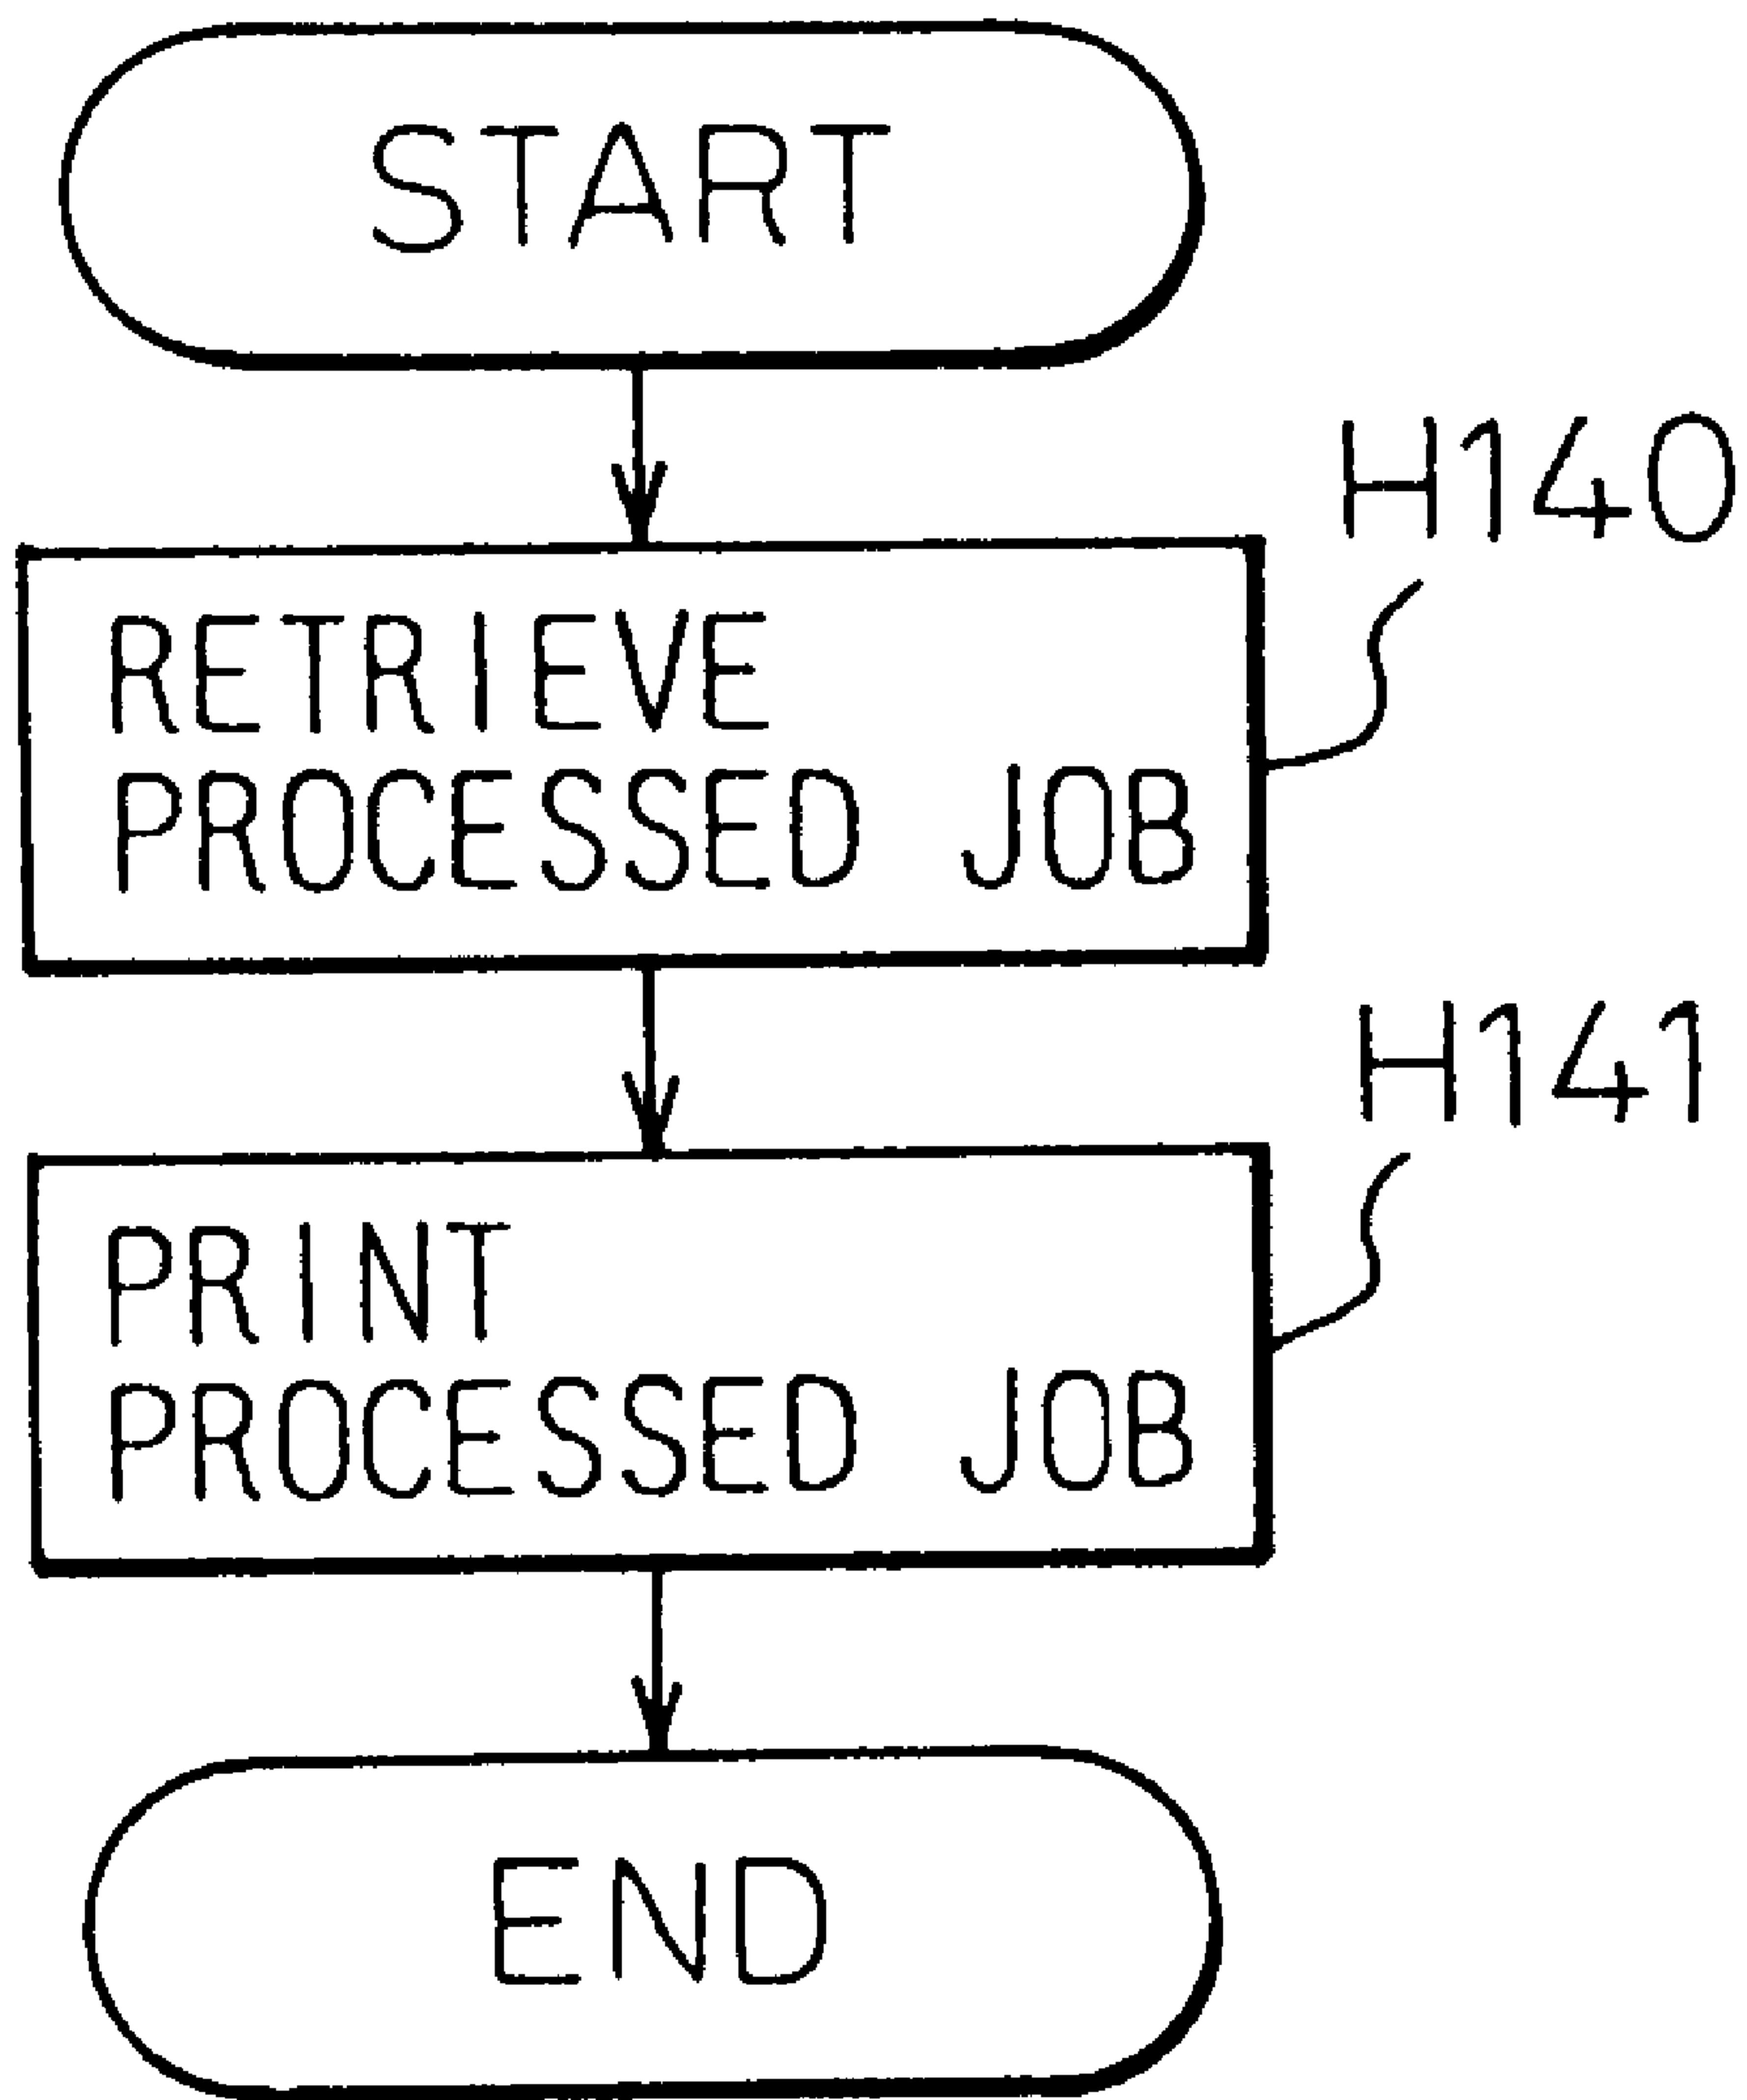 START
H140
RETRIEVE
PROCESSED JOB
H141
PRINT
PROCESSED JOB
END